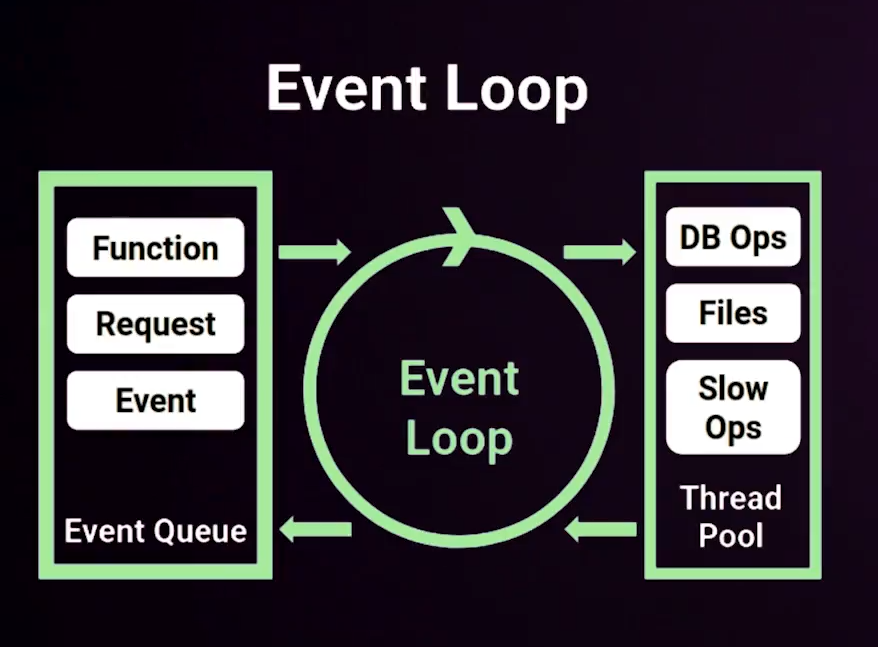 Event Loop
Function
Request
Event
Event Queue
Event
Loop
DB Ops
Files
Slow
Ops
Thread
Pool